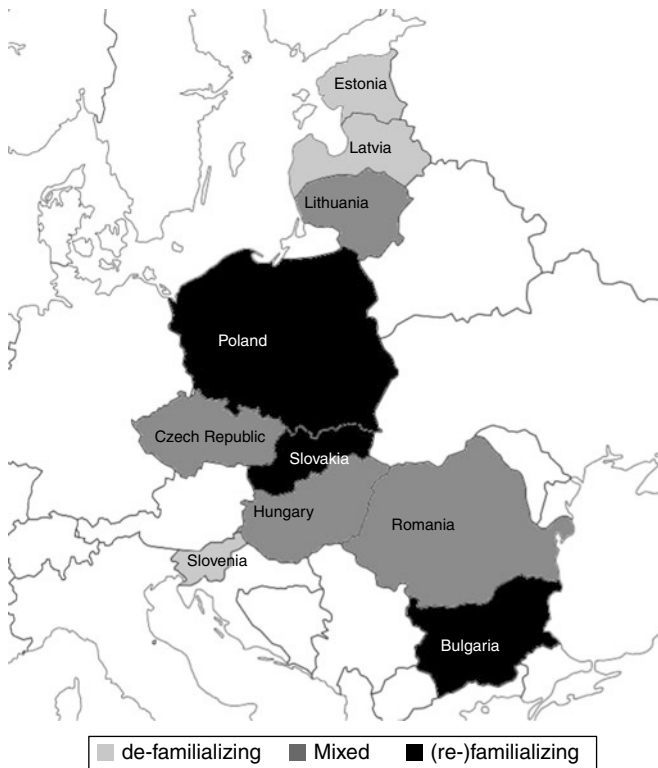 Estonia
Latvia
Lithuania
Poland
Czech Republic
Slovakia
Hungary
Romania
Slovenia
Bulgaria
de-familializing Mixed (re-)familializing